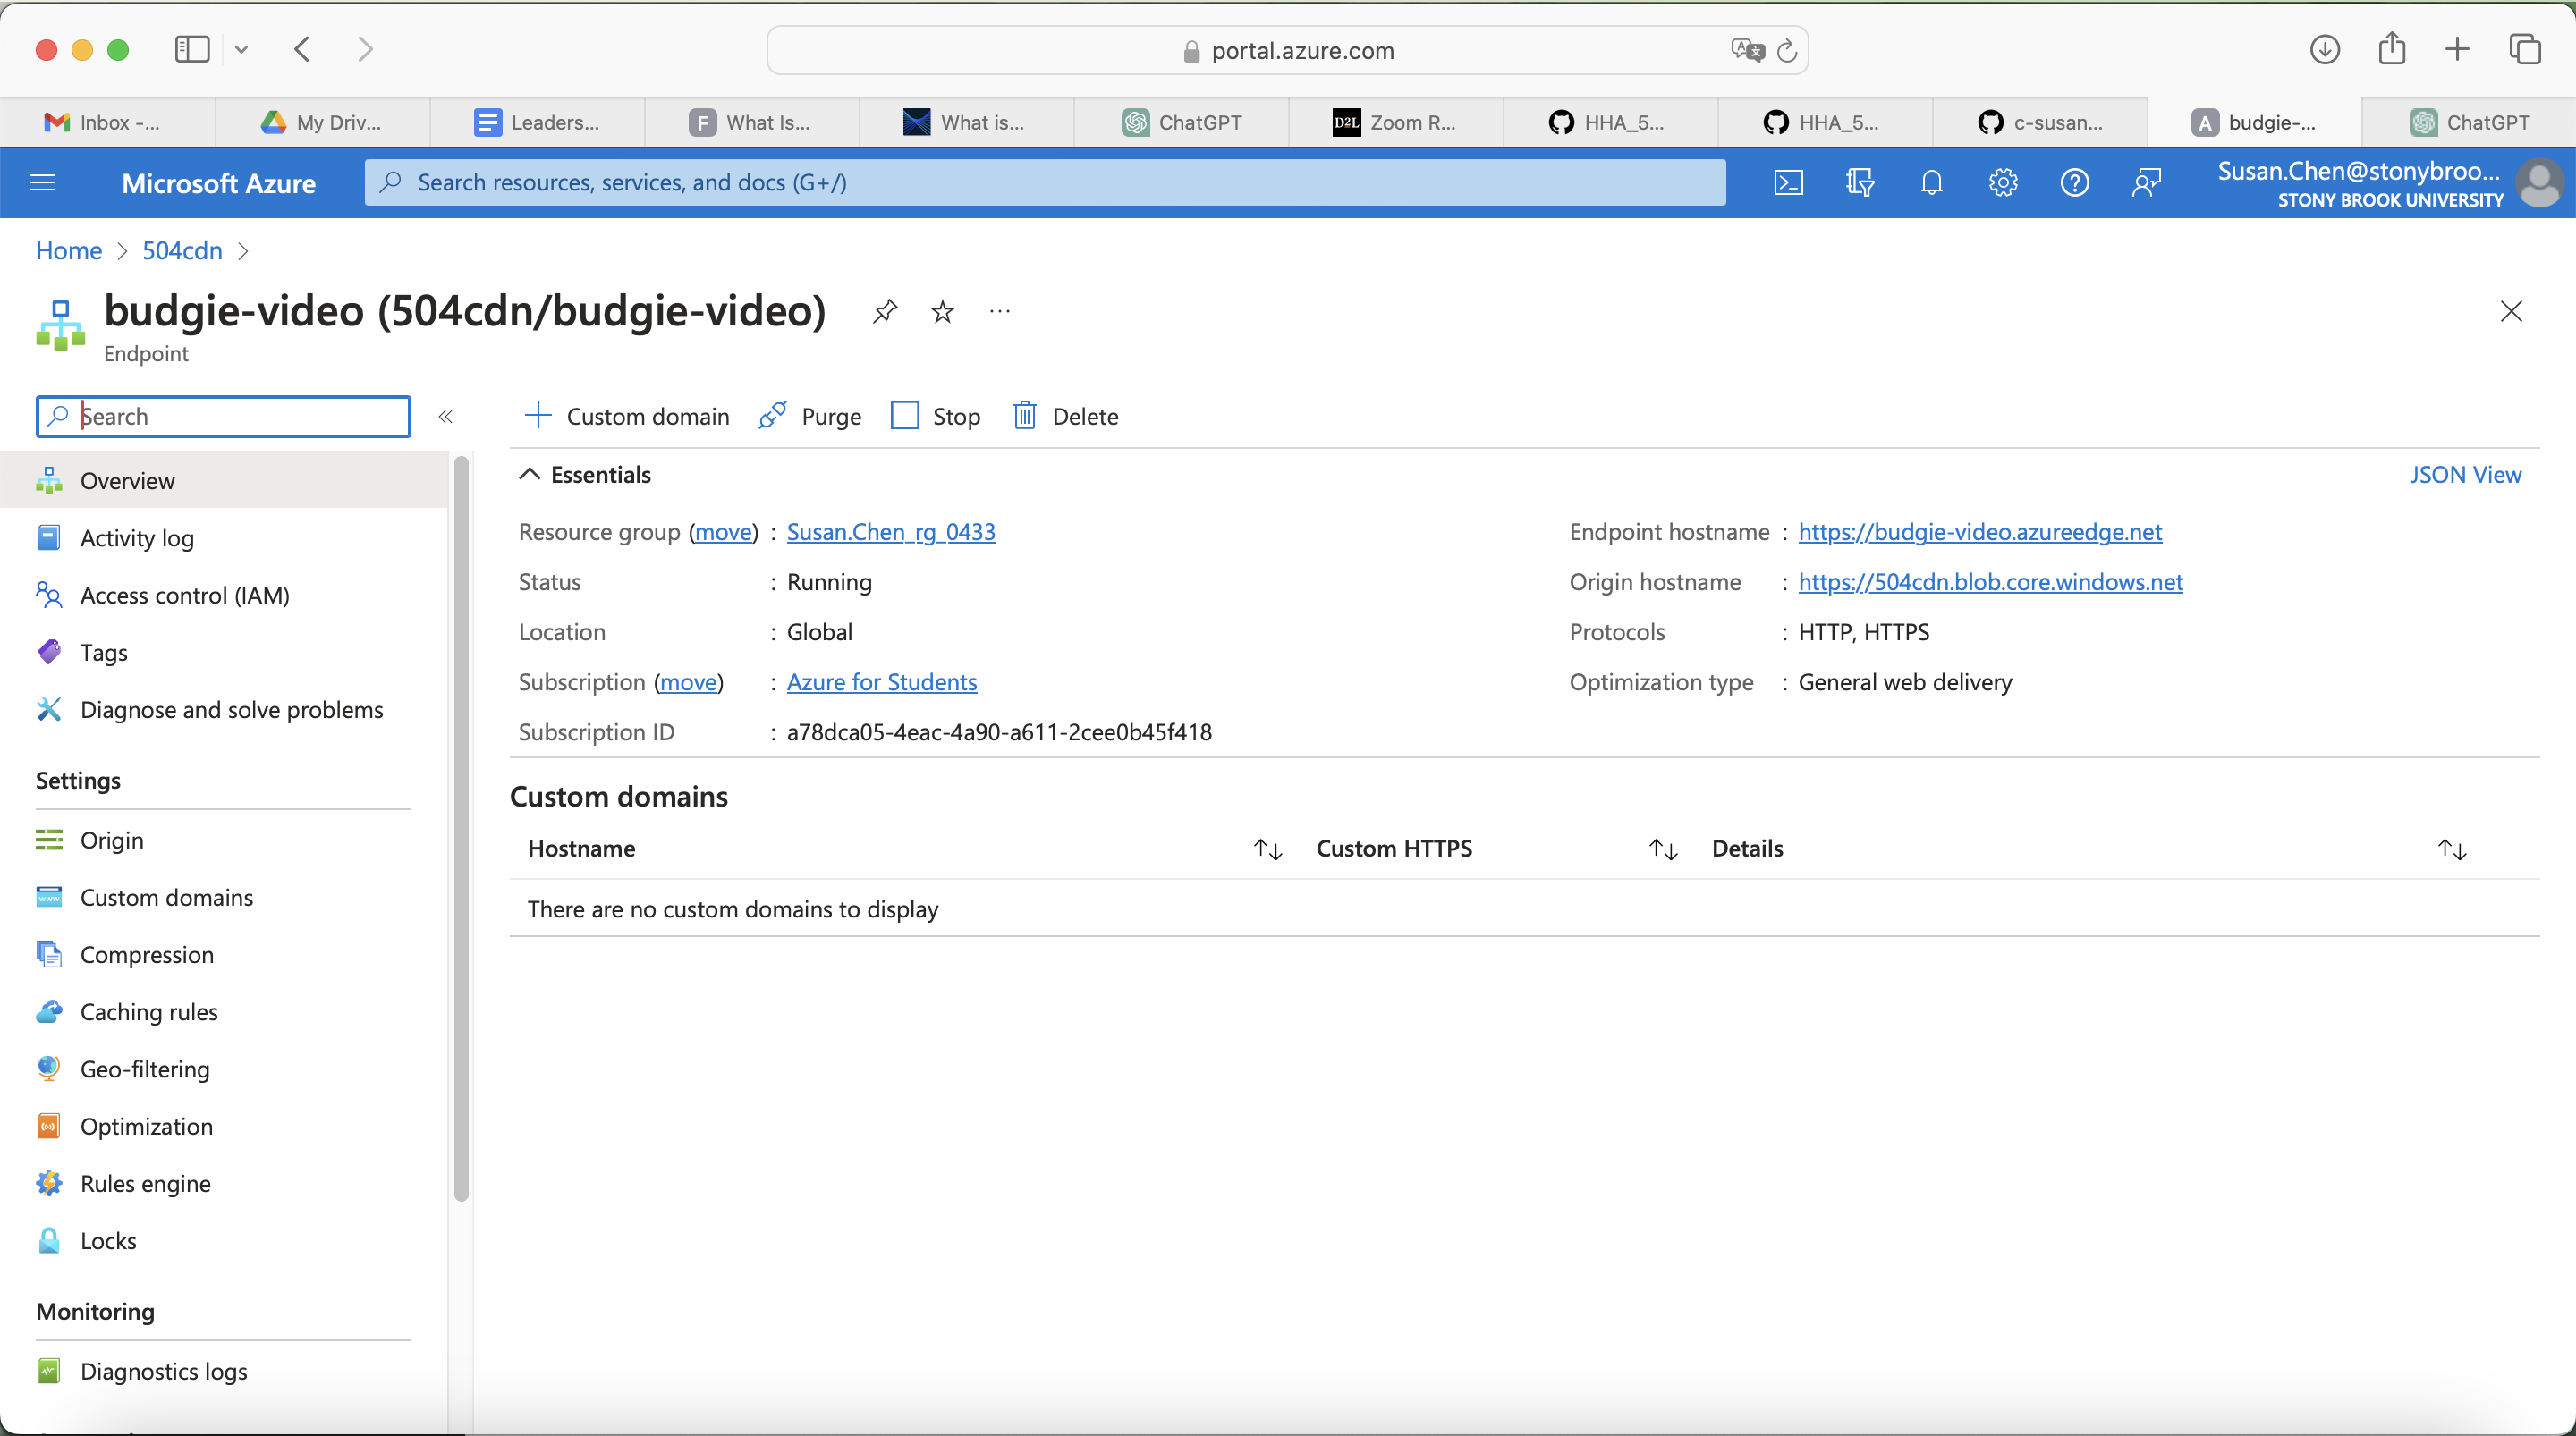 portal.azure.com
Inbox -...
My Driv...
Leaders...
F What Is...
What is...
ChatGPT
D2L Zoom R...
HHA_5...
HHA_5...
c-susan...
A budgie-...
ChatGPT
Microsoft Azure
Search resources, services, and docs (G+/)
Susan.Chen@stonybroo...
STONY BROOK UNIVERSITY
Home > 504cdn >
budgie-video (504cdn/budgie-video)
Endpoint
Search
Custom domain
Purge
Stop
Delete
Overview
Activity log
Access control (IAM)
Tags
Diagnose and solve problems
Settings
Origin
Custom domains
Compression
Caching rules
Geo-filtering
Optimization
Rules engine
Locks
Monitoring
Diagnostics logs
Essentials
JSON View
Resource group (move) : Susan.Chen_rg_0433
Status : Running
Location : Global
Subscription (move) : Azure for Students
Subscription ID : a78dca05-4eac-4a90-a611-2cee0b45f418
Endpoint hostname : https://budgie-video.azureedge.net
Origin hostname : https://504cdn.blob.core.windows.net
Protocols : HTTP, HTTPS
Optimization type : General web delivery
Custom domains
Hostname
Custom HTTPS
Details
There are no custom domains to display